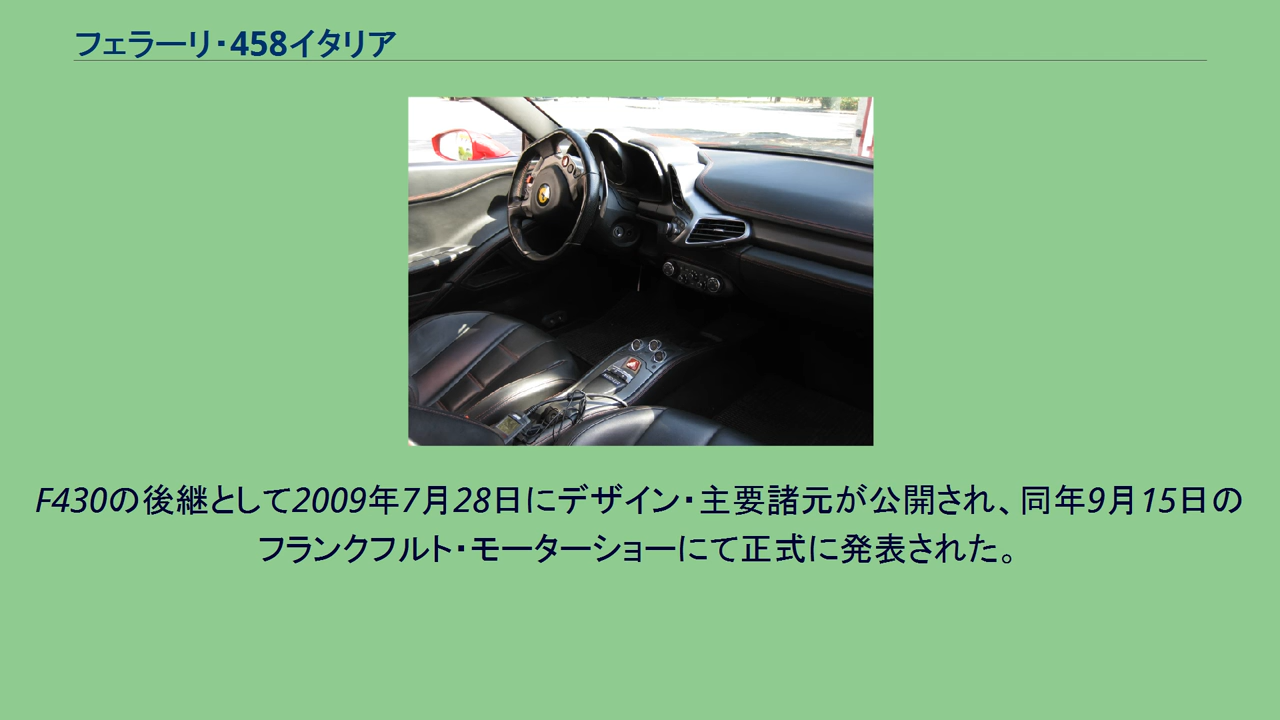 フェラーリ・458イタリア
F430の後継として2009年7月28日にデザイン・主要諸元が公開され、同年9月15日の
フランクフルト・モーターショーにて正式に発表された。